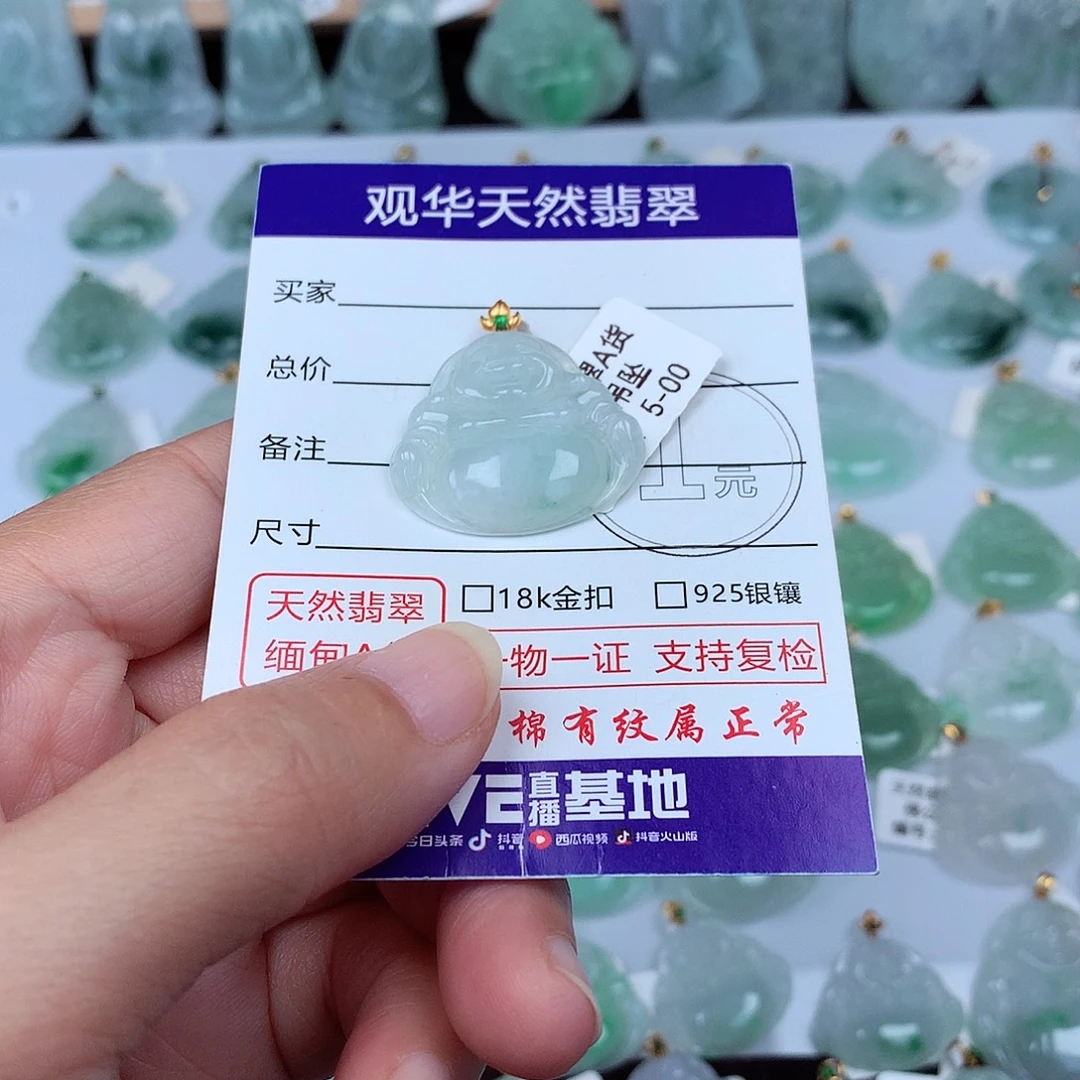 观华天然翡翠
买家
总价
备注
尺寸
A货
吊坠
5-00
1元
天然翡翠
□18k金扣 □925银镶
缅甸A 物一证 支持复检
棉有纹属正常
直播基地
今日头条 抖音 西瓜视频 抖音火山版